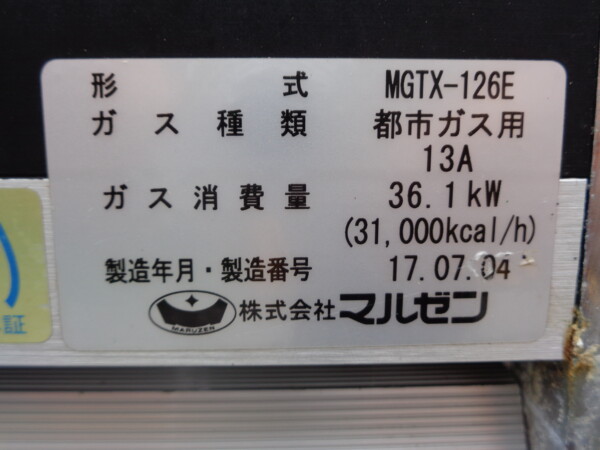 形式 MGTX-126E
ガス種類 都市ガス用
13A
ガス消費量 36.1kW
(31,000kcal/h)
製造年月・製造番号 17.07.04
MARUZEN 株式会社マルゼン
証